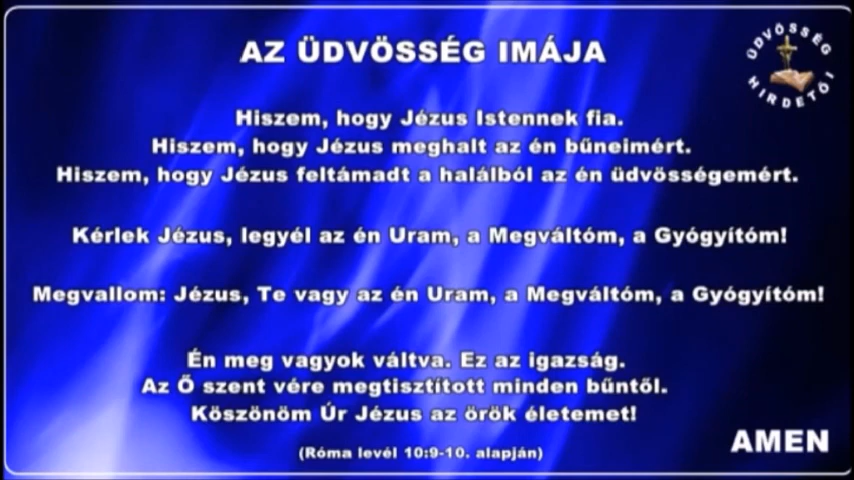 AZ ÜDVÖSSÉG IMÁJA
ÜDVÖSSÉG HIRDETŐI
Hiszem, hogy Jézus Istennek fia.
Hiszem, hogy Jézus meghalt az én bűneimért.
Hiszem, hogy Jézus feltámadt a halálból az én üdvösségemért.
Kérlek Jézus, legyél az én Uram, a Megváltóm, a Gyógyítóm!
Megvallom: Jézus, Te vagy az én Uram, a Megváltóm, a Gyógyítóm!
Én meg vagyok váltva. Ez az igazság.
Az Ő szent vére megtisztított minden bűntől.
Köszönöm Úr Jézus az örök életemet!
(Róma levél 10:9-10. alapján)
AMEN